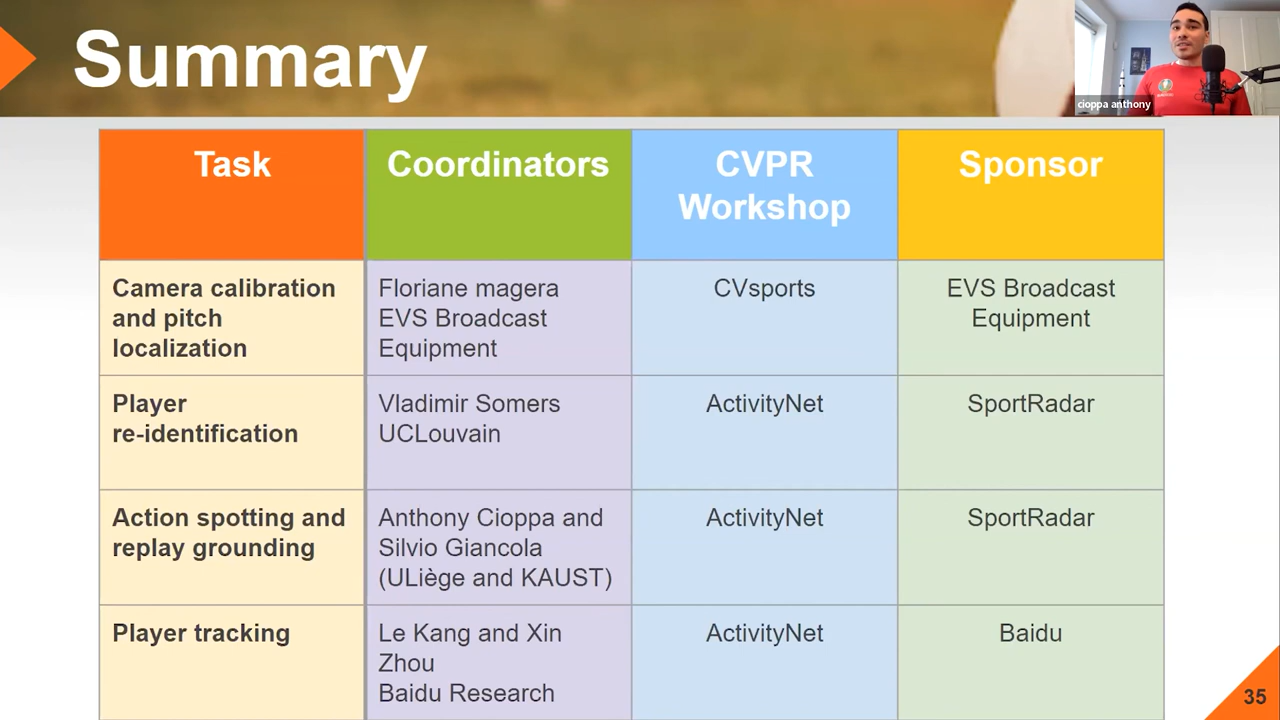 Summary
cioppa anthony
Task
Coordinators
CVPR
Workshop
Sponsor
Camera calibration
and pitch
localization
Floriane magera
EVS Broadcast
Equipment
CVsports
EVS Broadcast
Equipment
Player
re-identification
Vladimir Somers
UCLouvain
ActivityNet
SportRadar
Action spotting and
replay grounding
Anthony Cioppa and
Silvio Giancola
(ULiège and KAUST)
ActivityNet
SportRadar
Player tracking
Le Kang and Xin
Zhou
Baidu Research
ActivityNet
Baidu
35